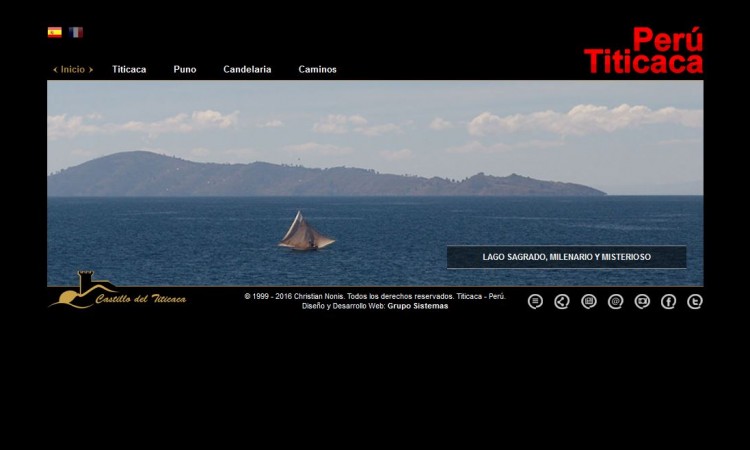 Perú
Titicaca
Inicio Titicaca Puno Candelaria Caminos
LAGO SAGRADO, MILENARIO Y MISTERIOSO
Castillo del Titicaca
© 1999 - 2016 Christian Nonis. Todos los derechos reservados. Titicaca - Perú.
Diseño y Desarrollo Web: Grupo Sistemas